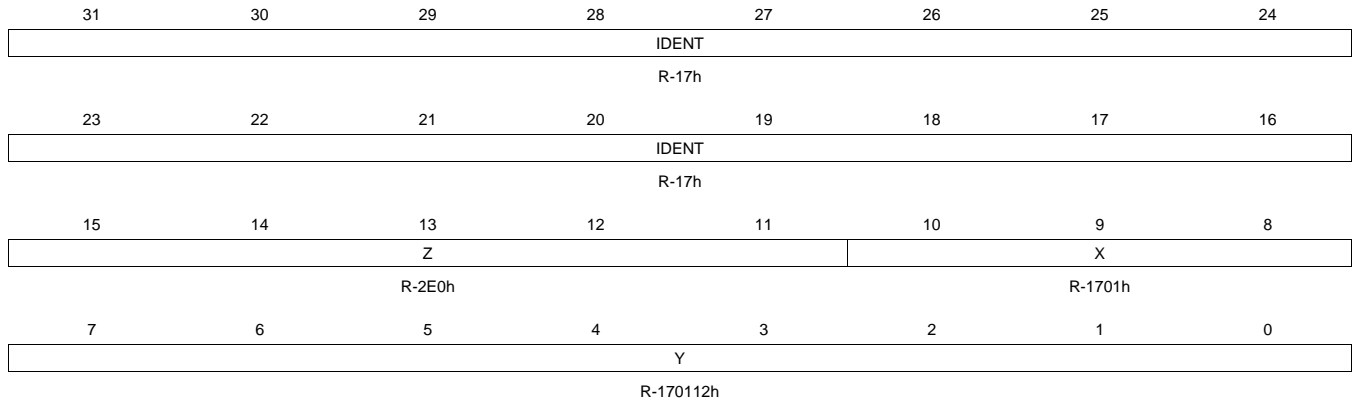 31 30 29 28 27 26 25 24
IDENT
R-17h
23 22 21 20 19 18 17 16
IDENT
R-17h
15 14 13 12 11 10 9 8
Z X
R-2E0h R-1701h
7 6 5 4 3 2 1 0
Y
R-170112h